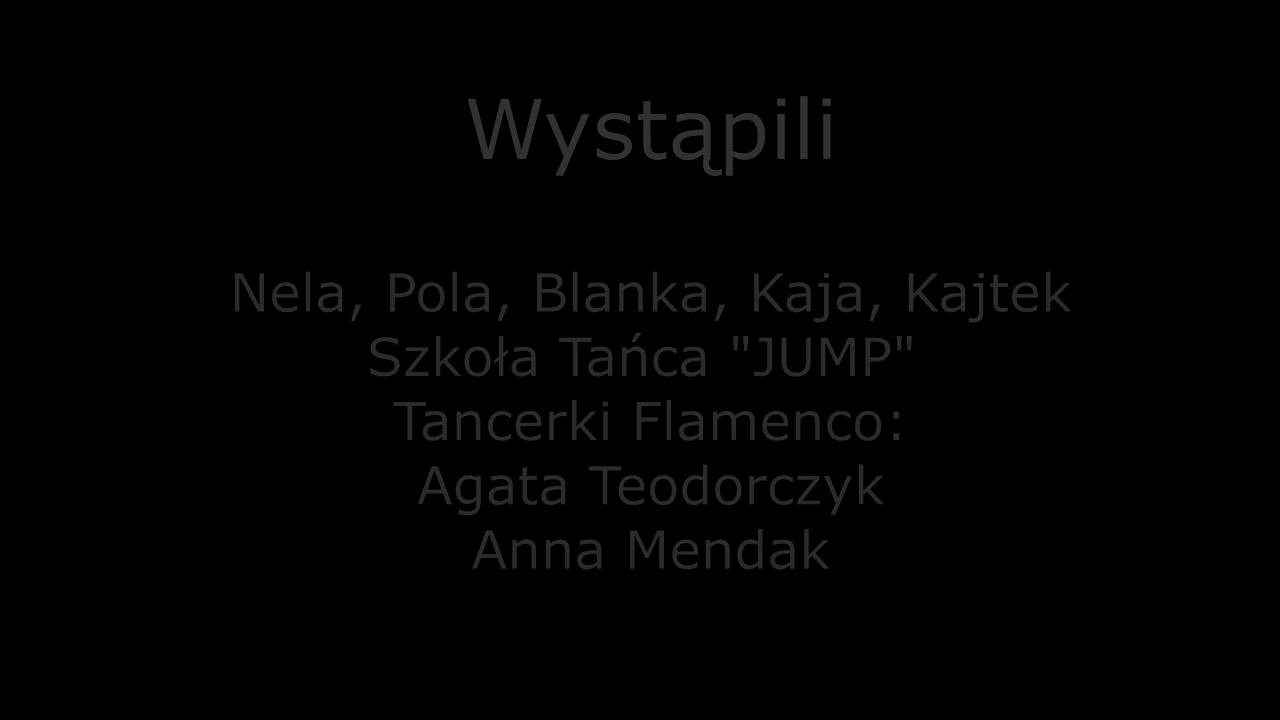 Wystąpili
Nela, Pola, Blanka, Kaja, Kajtek
Szkoła Tańca "JUMP"
Tancerki Flamenco:
Agata Teodorczyk
Anna Mendak